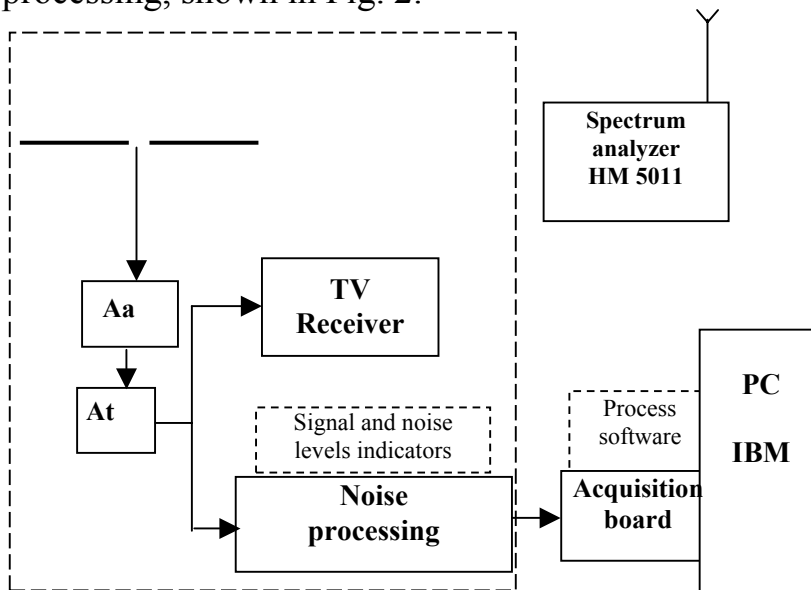 processing, shown in Fig. 2.
Spectrum
analyzer
HM 5011
Aa
TV
Receiver
At
Signal and noise
levels indicators
Noise
processing
Process
software
Acquisition
board
PC
IBM